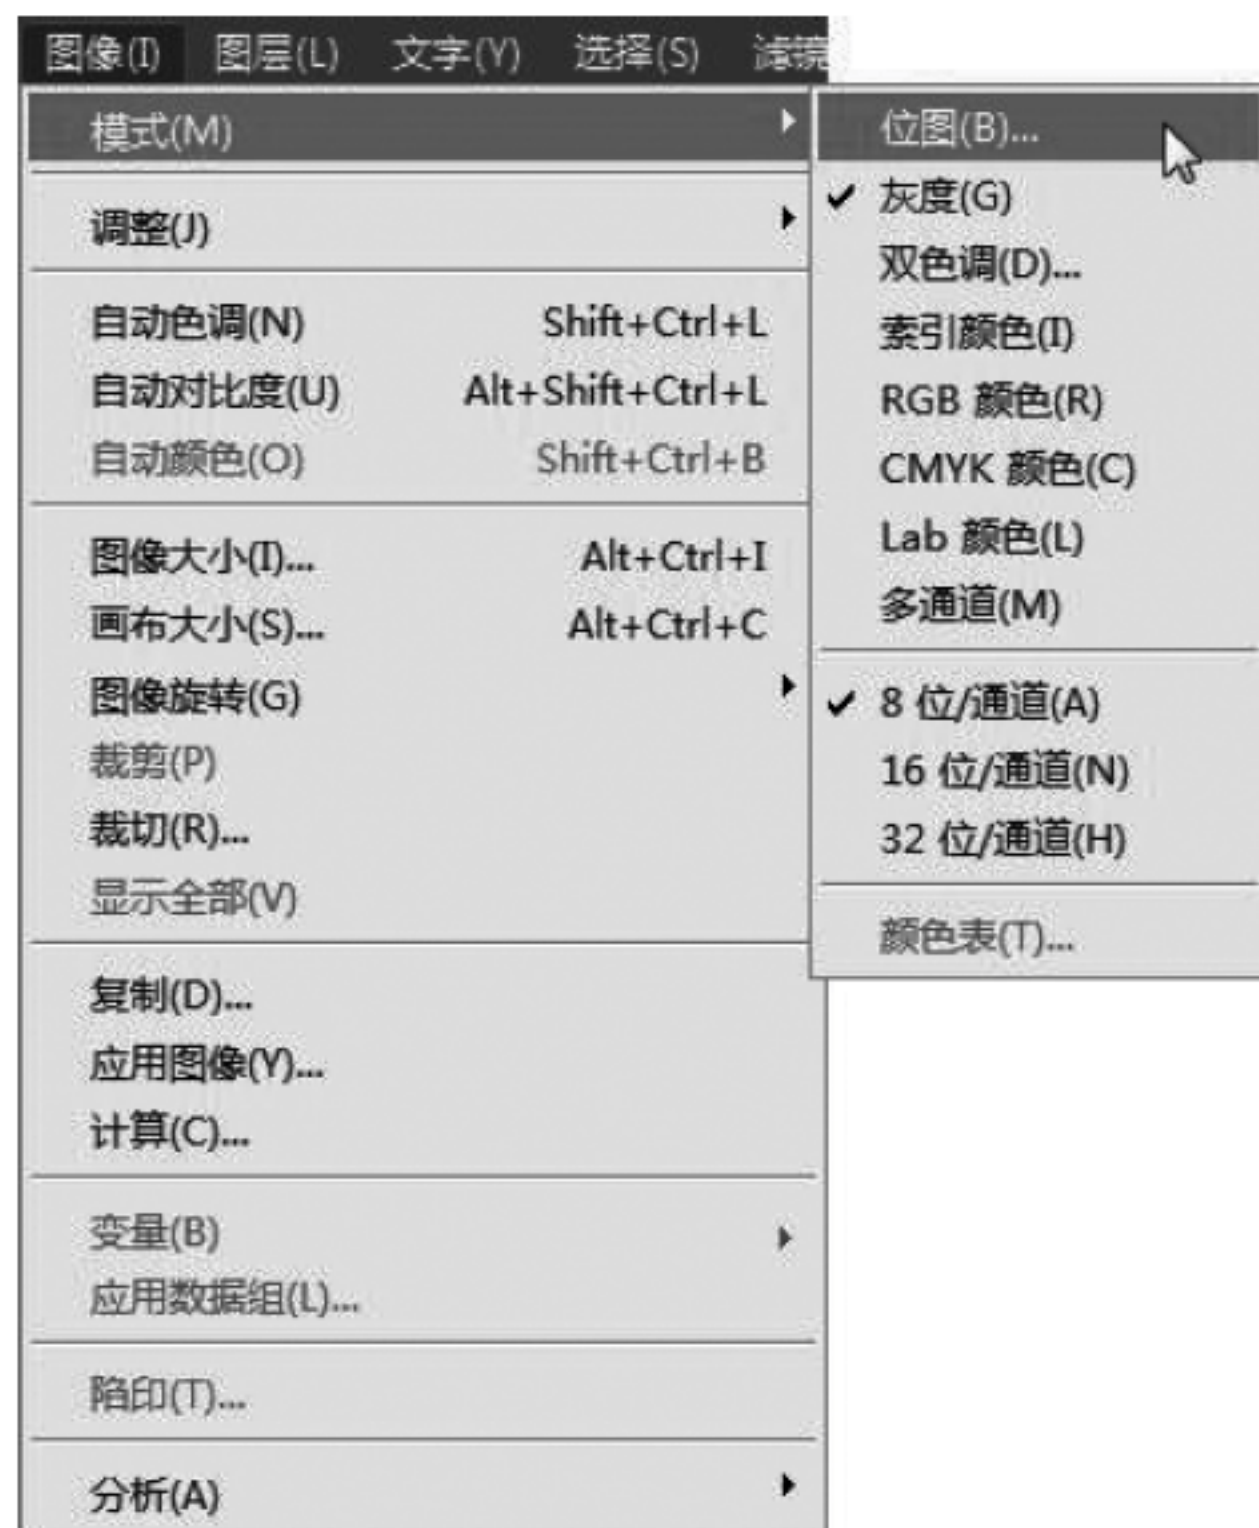 图像(I) 图层(L) 文字(Y) 选择(S) 滤镜
模式(M)
调整(J)
自动色调(N) Shift+Ctrl+L
自动对比度(U) Alt+Shift+Ctrl+L
自动颜色(O) Shift+Ctrl+B
图像大小(I)... Alt+Ctrl+I
画布大小(S)... Alt+Ctrl+C
图像旋转(G)
裁剪(P)
裁切(R)...
显示全部(V)
复制(D)...
应用图像(Y)...
计算(C)...
变量(B)
应用数据组(L)...
陷印(T)...
分析(A)
位图(B)...
灰度(G)
双色调(D)...
索引颜色(I)
RGB 颜色(R)
CMYK 颜色(C)
Lab 颜色(L)
多通道(M)
8 位/通道(A)
16 位/通道(N)
32 位/通道(H)
颜色表(T)...